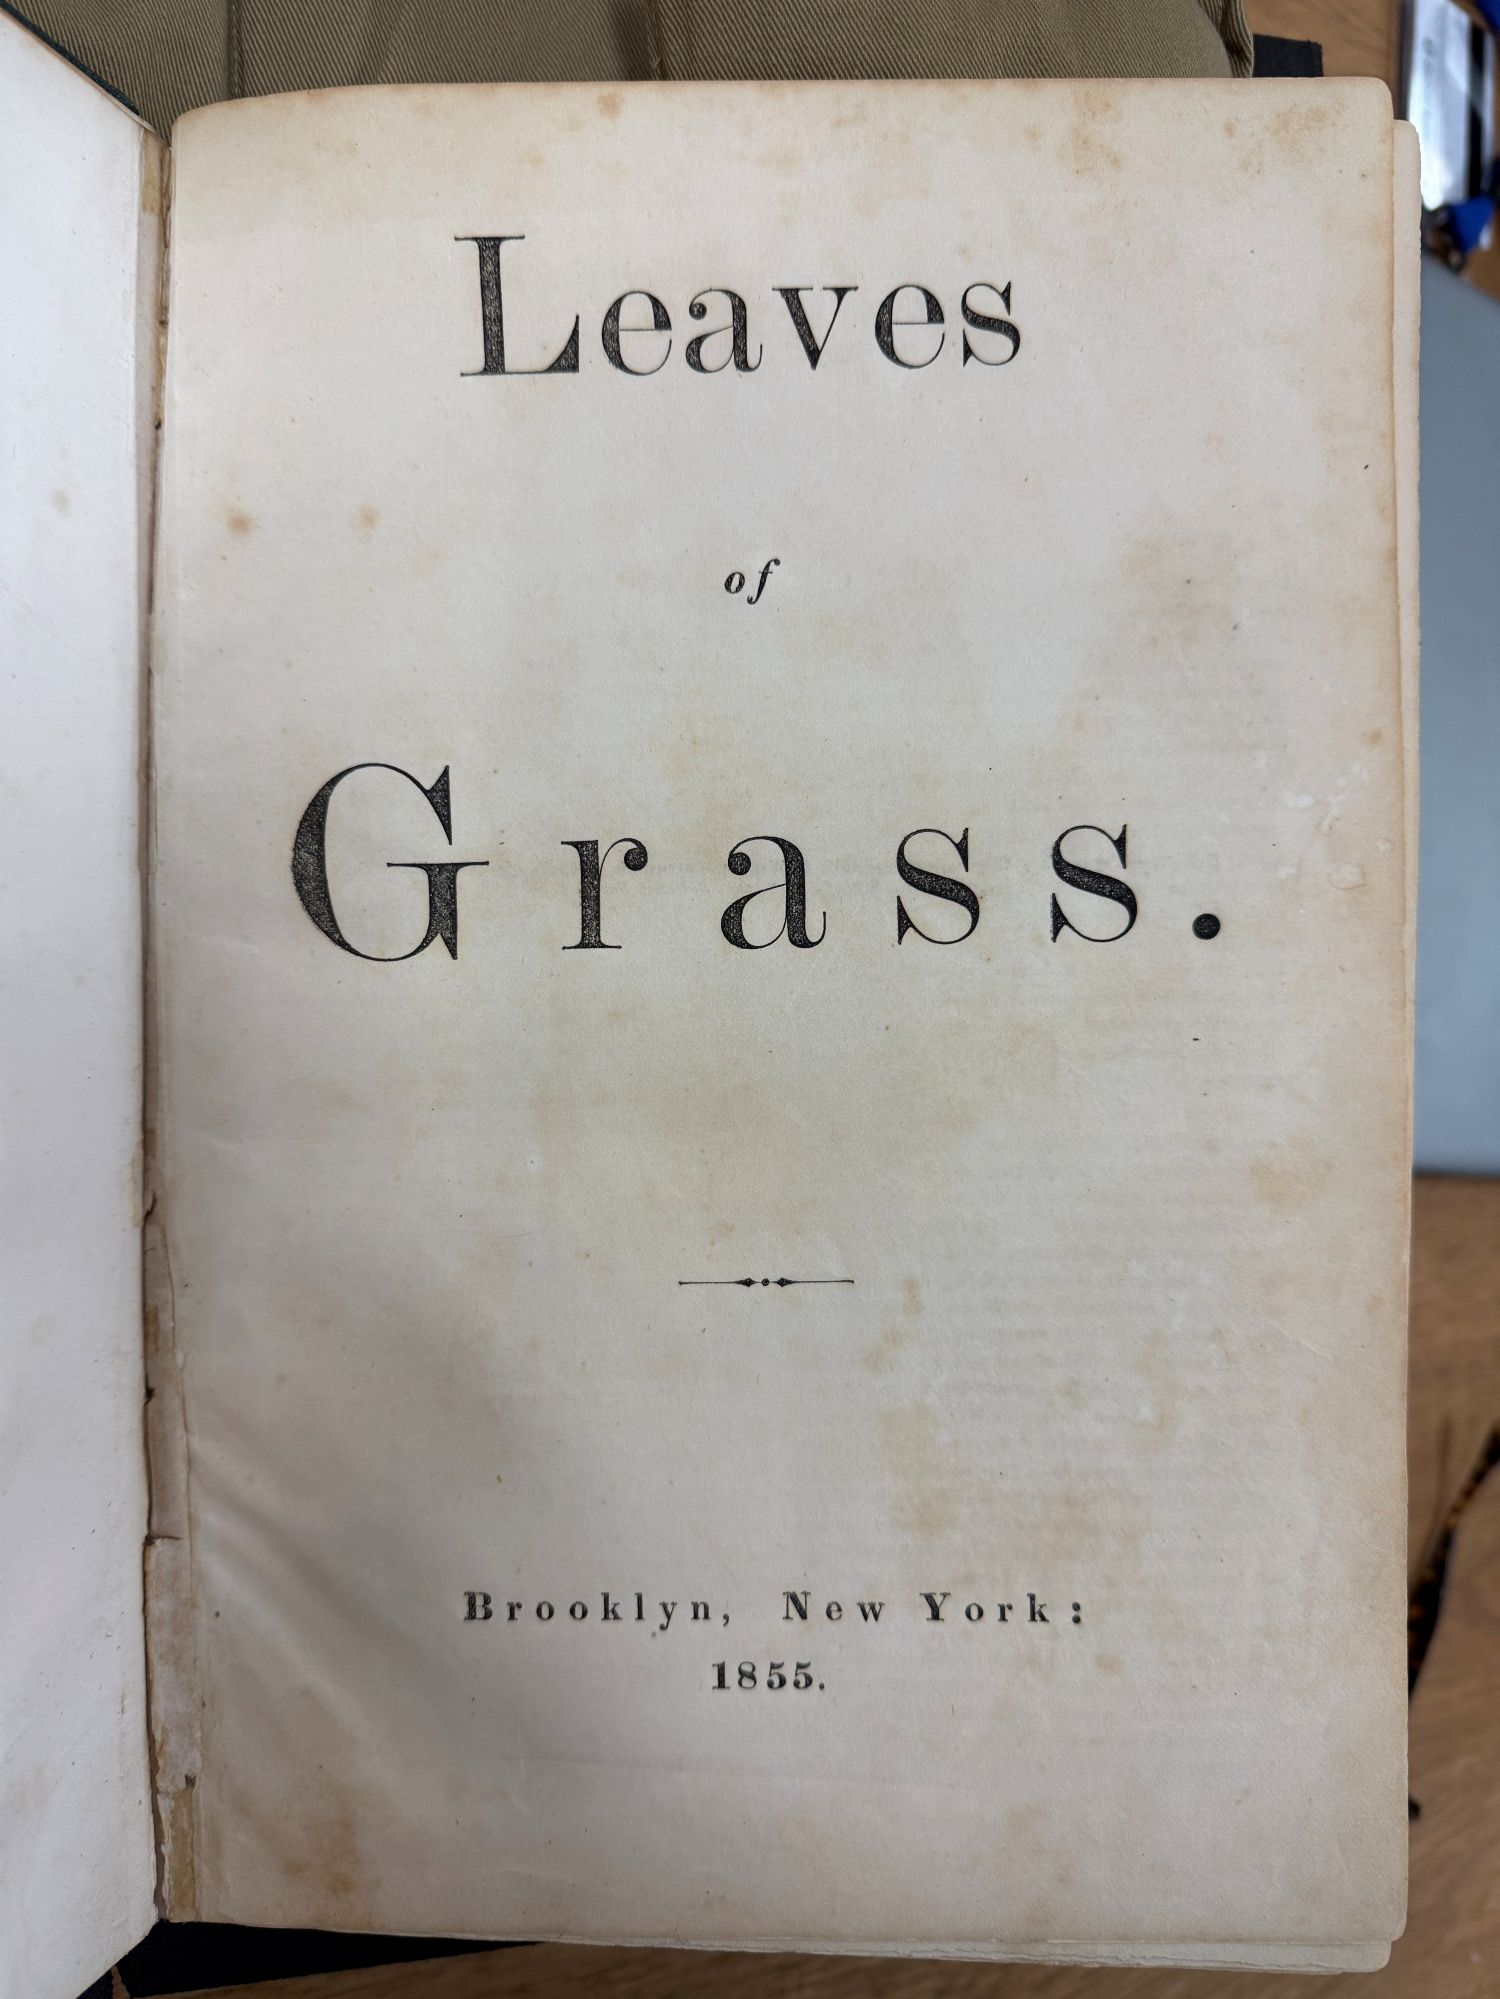 Leaves
of
Grass.
Brooklyn, New York:
1855.